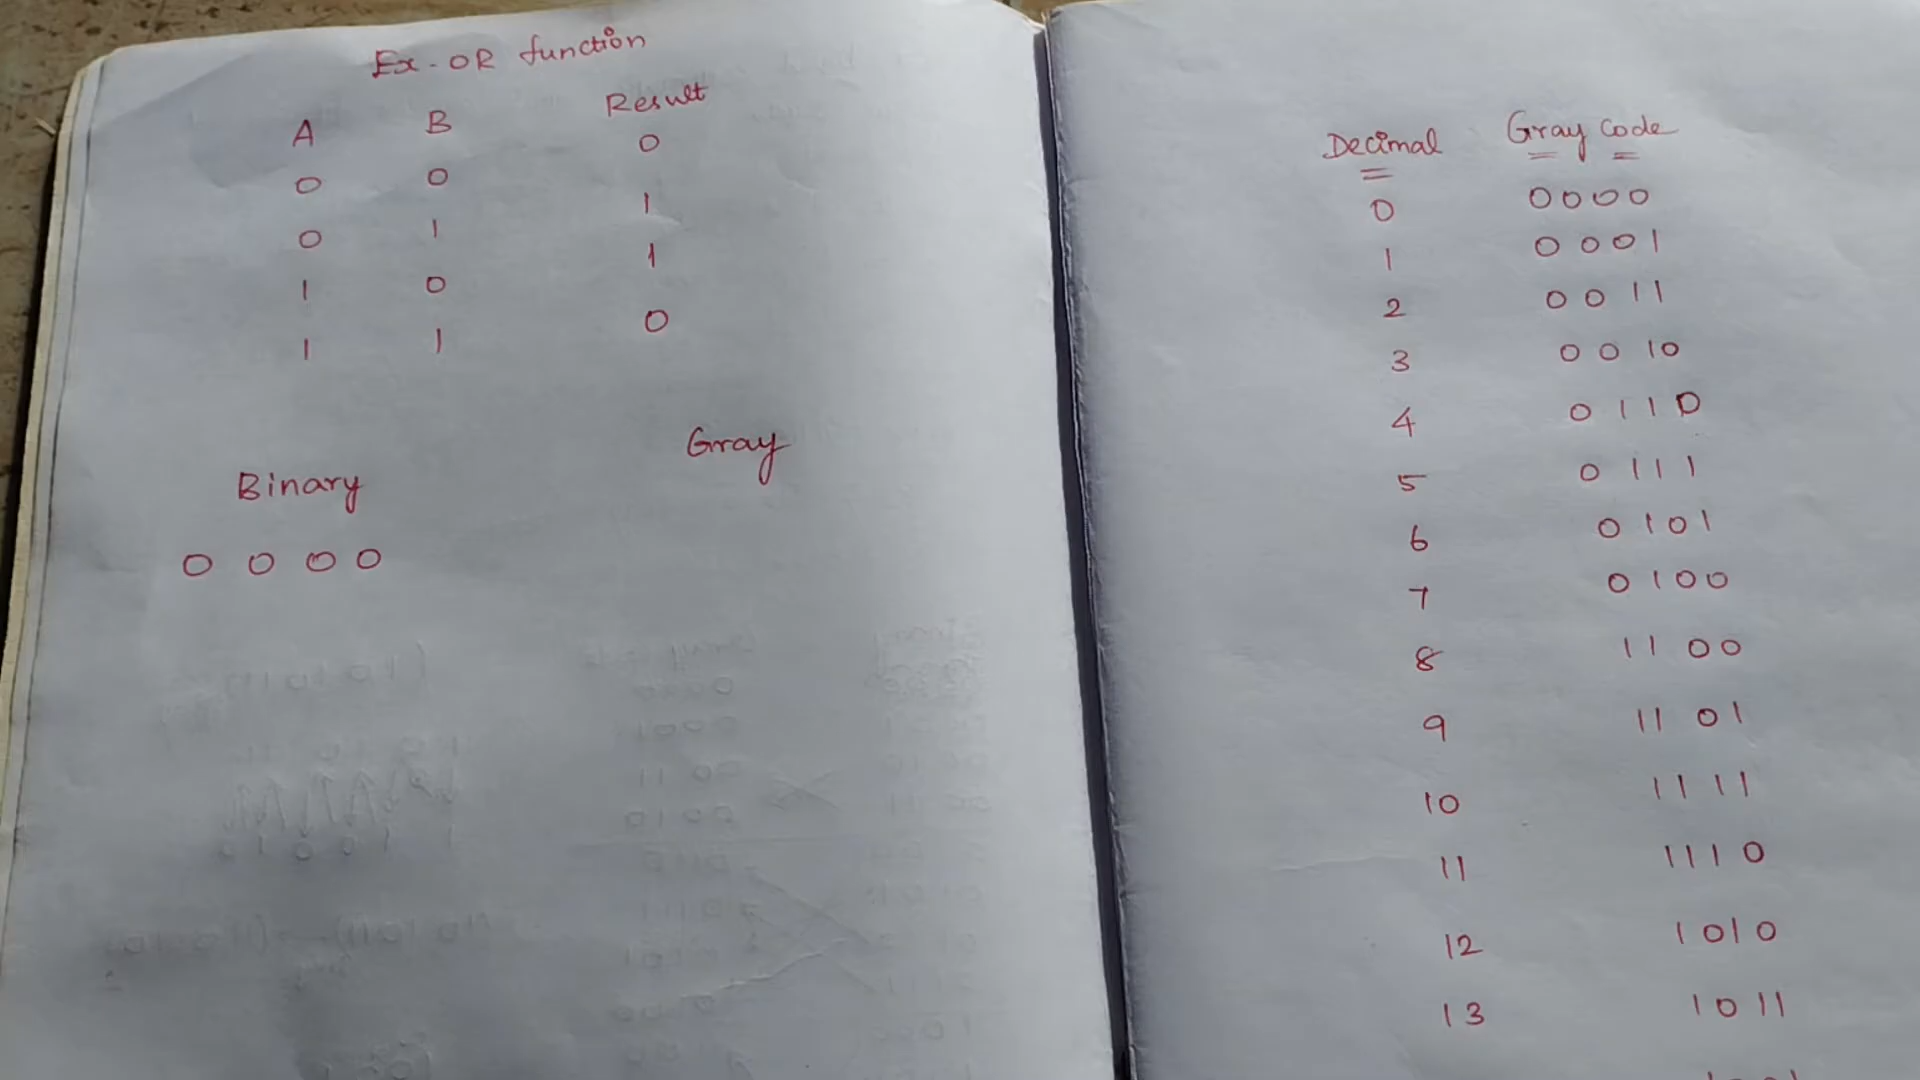 Ex-OR function
A B Result
0 0 0
0 1 1
1 0 1
1 1 0
Binary Gray
0 0 0 0
Decimal Gray code
0 0000
1 0001
2 0011
3 0010
4 0110
5 0111
6 0101
7 0100
8 1100
9 1101
10 1111
11 1110
12 1010
13 1011